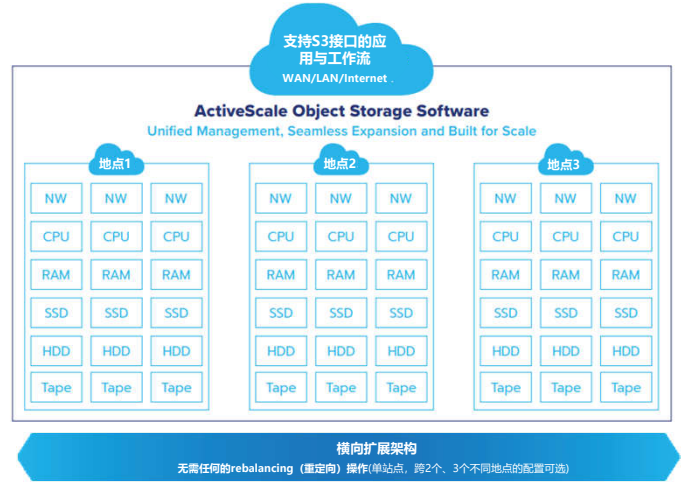 支持S3接口的应
用与工作流
WAN/LAN/Internet .
ActiveScale Object Storage Software
Unified Management, Seamless Expansion and Built for Scale
地点1 地点2 地点3
NW NW NW NW NW NW NW NW NW
CPU CPU CPU CPU CPU CPU CPU CPU CPU
RAM RAM RAM RAM RAM RAM RAM RAM RAM
SSD SSD SSD SSD SSD SSD SSD SSD SSD
HDD HDD HDD HDD HDD HDD HDD HDD HDD
Tape Tape Tape Tape Tape Tape Tape Tape Tape
横向扩展架构
无需任何的rebalancing（重定向）操作(单站点，跨2个、3个不同地点的配置可选)